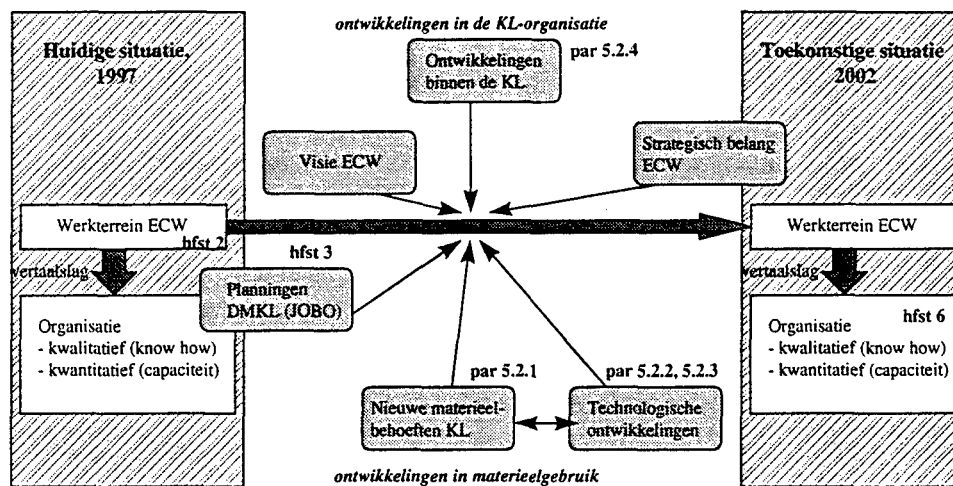 ontwikkelingen in de KL-organisatie
Huidige situatie,
1997
Ontwikkelingen
binnen de KL
par 5.2.4
Toekomstige situatie
2002
Visie ECW
Strategisch belang
ECW
Werkterrein ECW
hfst 2
Werkterrein ECW
vertaalslag
hfst 3
vertaalslag
Planningen
DMKL (JOBO)
Organisatie
- kwalitatief (know how)
- kwantitatief (capaciteit)
hfst 6
Organisatie
- kwalitatief (know how)
- kwantitatief (capaciteit)
par 5.2.1
par 5.2.2, 5.2.3
Nieuwe materieel-
behoeften KL
Technologische
ontwikkelingen
ontwikkelingen in materieelgebruik